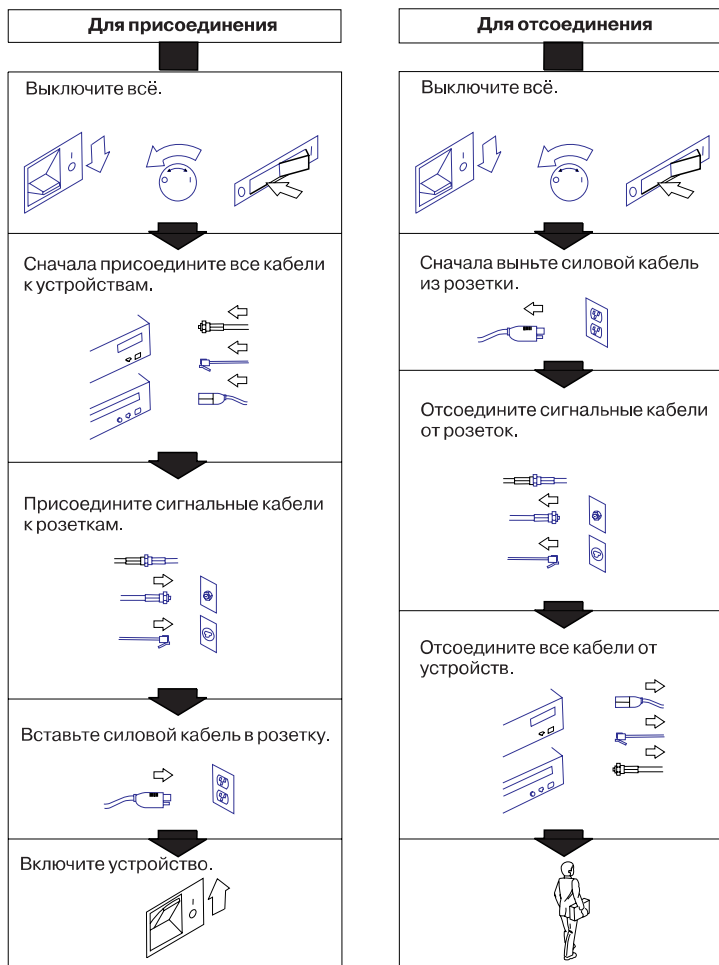 Для присоединения
Выключите всё.
Сначала присоедините все кабели
к устройствам.
Присоедините сигнальные кабели
к розеткам.
Вставьте силовой кабель в розетку.
Включите устройство.
Для отсоединения
Выключите всё.
Сначала выньте силовой кабель
из розетки.
Отсоедините сигнальные кабели
от розеток.
Отсоедините все кабели от
устройств.